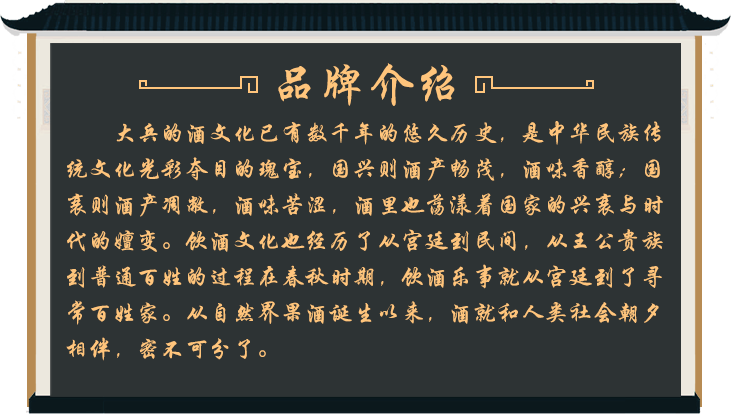 品牌介绍
大兵的酒文化已有数千年的悠久历史，是中华民族传
统文化光彩夺目的瑰宝，国兴则酒产畅茂，酒味香醇；国
衰则酒产凋敝，酒味苦涩，酒里也荡漾着国家的兴衰与时
代的嬗变。饮酒文化也经历了从宫廷到民间，从王公贵族
到普通百姓的过程在春秋时期，饮酒乐事就从宫廷到了寻
常百姓家。从自然界果酒诞生以来，酒就和人类社会朝夕
相伴，密不可分了。